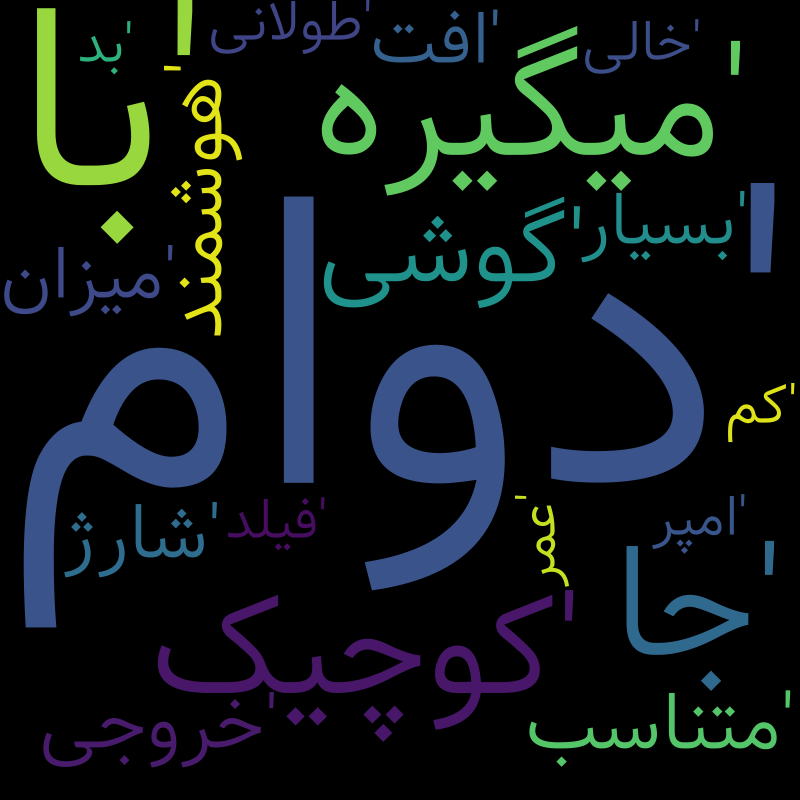 'با
'بد
'طولانی
'افت
'خالی
'میگیره
'هوشمند
'بسیار
'گوشی
'میزان
'دوام
'کم
'شارژ
'فیلد
'عمر
'امپر
'جا
'کوچیک
'خروجی
'متناسب